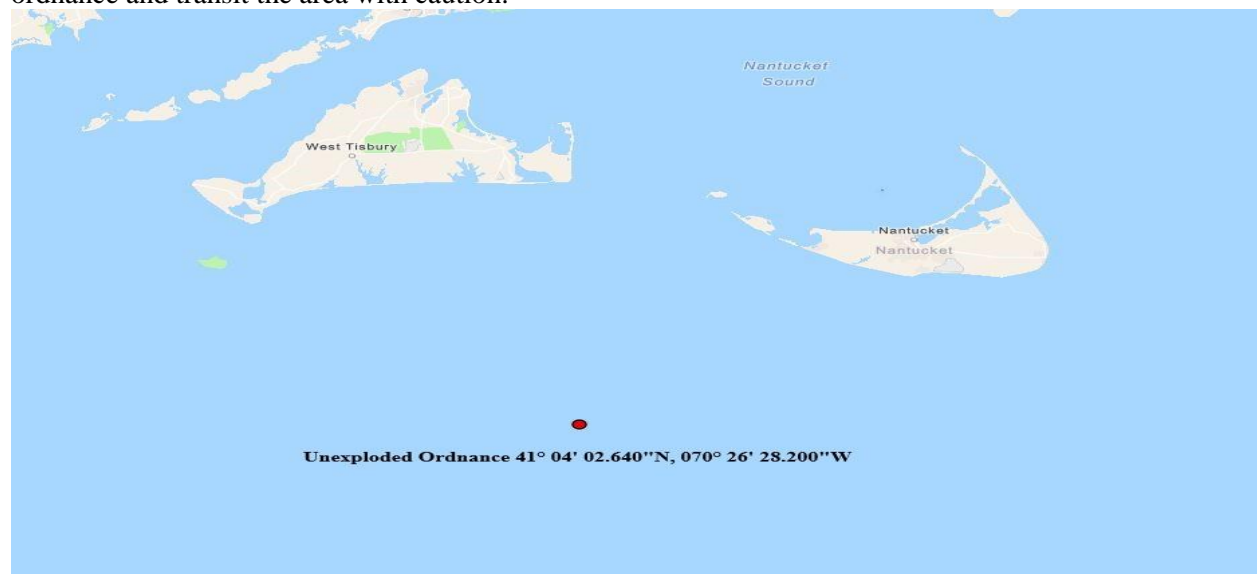 ordnance and transit the area with caution.
Nantucket
Sound
West Tisbury
Nantucket
Nantucket
Unexploded Ordnance 41° 04' 02.640"N, 070° 26' 28.200"W